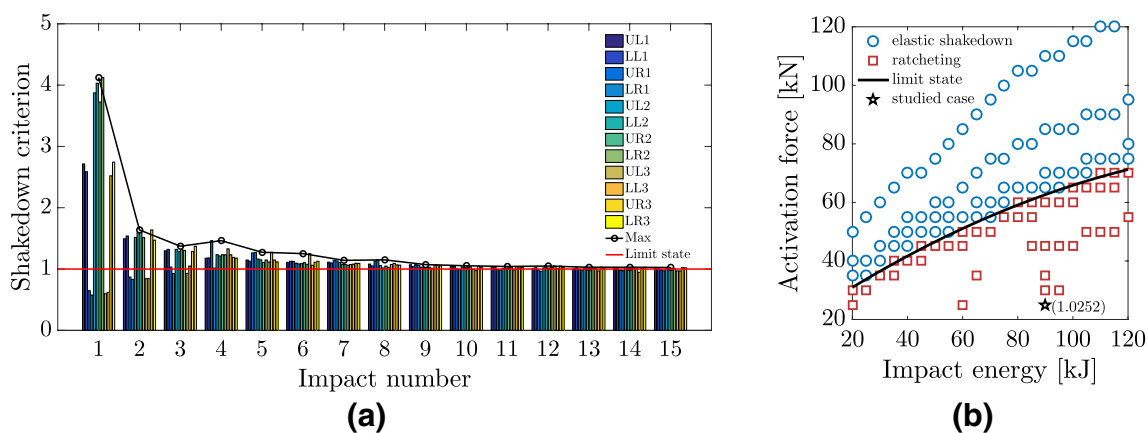 5
4
3
2
1
0
Shakedown criterion
1 2 3 4 5 6 7 8 9 10 11 12 13 14 15
Impact number
UL1
LL1
UR1
LR1
UL2
LL2
UR2
LR2
UL3
LL3
UR3
LR3
Max
Limit state
(a)
120
100
80
60
40
20
Activation force [kN]
elastic shakedown
ratcheting
limit state
studied case
(1.0252)
20 40 60 80 100 120
Impact energy [kJ]
(b)